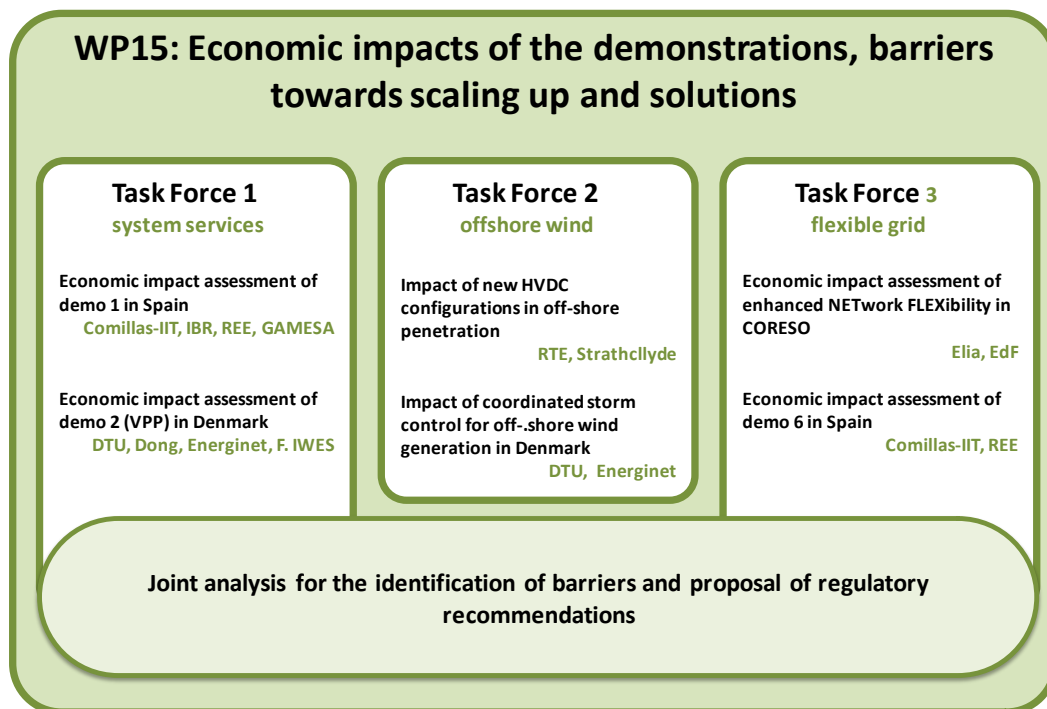 WP15: Economic impacts of the demonstrations, barriers
towards scaling up and solutions
Task Force 1
system services
Economic impact assessment of
demo 1 in Spain
Comillas-IIT, IBR, REE, GAMESA
Economic impact assessment of
demo 2 (VPP) in Denmark
DTU, Dong, Energinet, F. IWES
Task Force 2
offshore wind
Impact of new HVDC
configurations in off-shore
penetration
RTE, Strathcllyde
Impact of coordinated storm
control for off-.shore wind
generation in Denmark
DTU, Energinet
Task Force 3
flexible grid
Economic impact assessment of
enhanced NETwork FLEXibility in
CORESO
Elia, EdF
Economic impact assessment of
demo 6 in Spain
Comillas-IIT, REE
Joint analysis for the identification of barriers and proposal of regulatory
recommendations